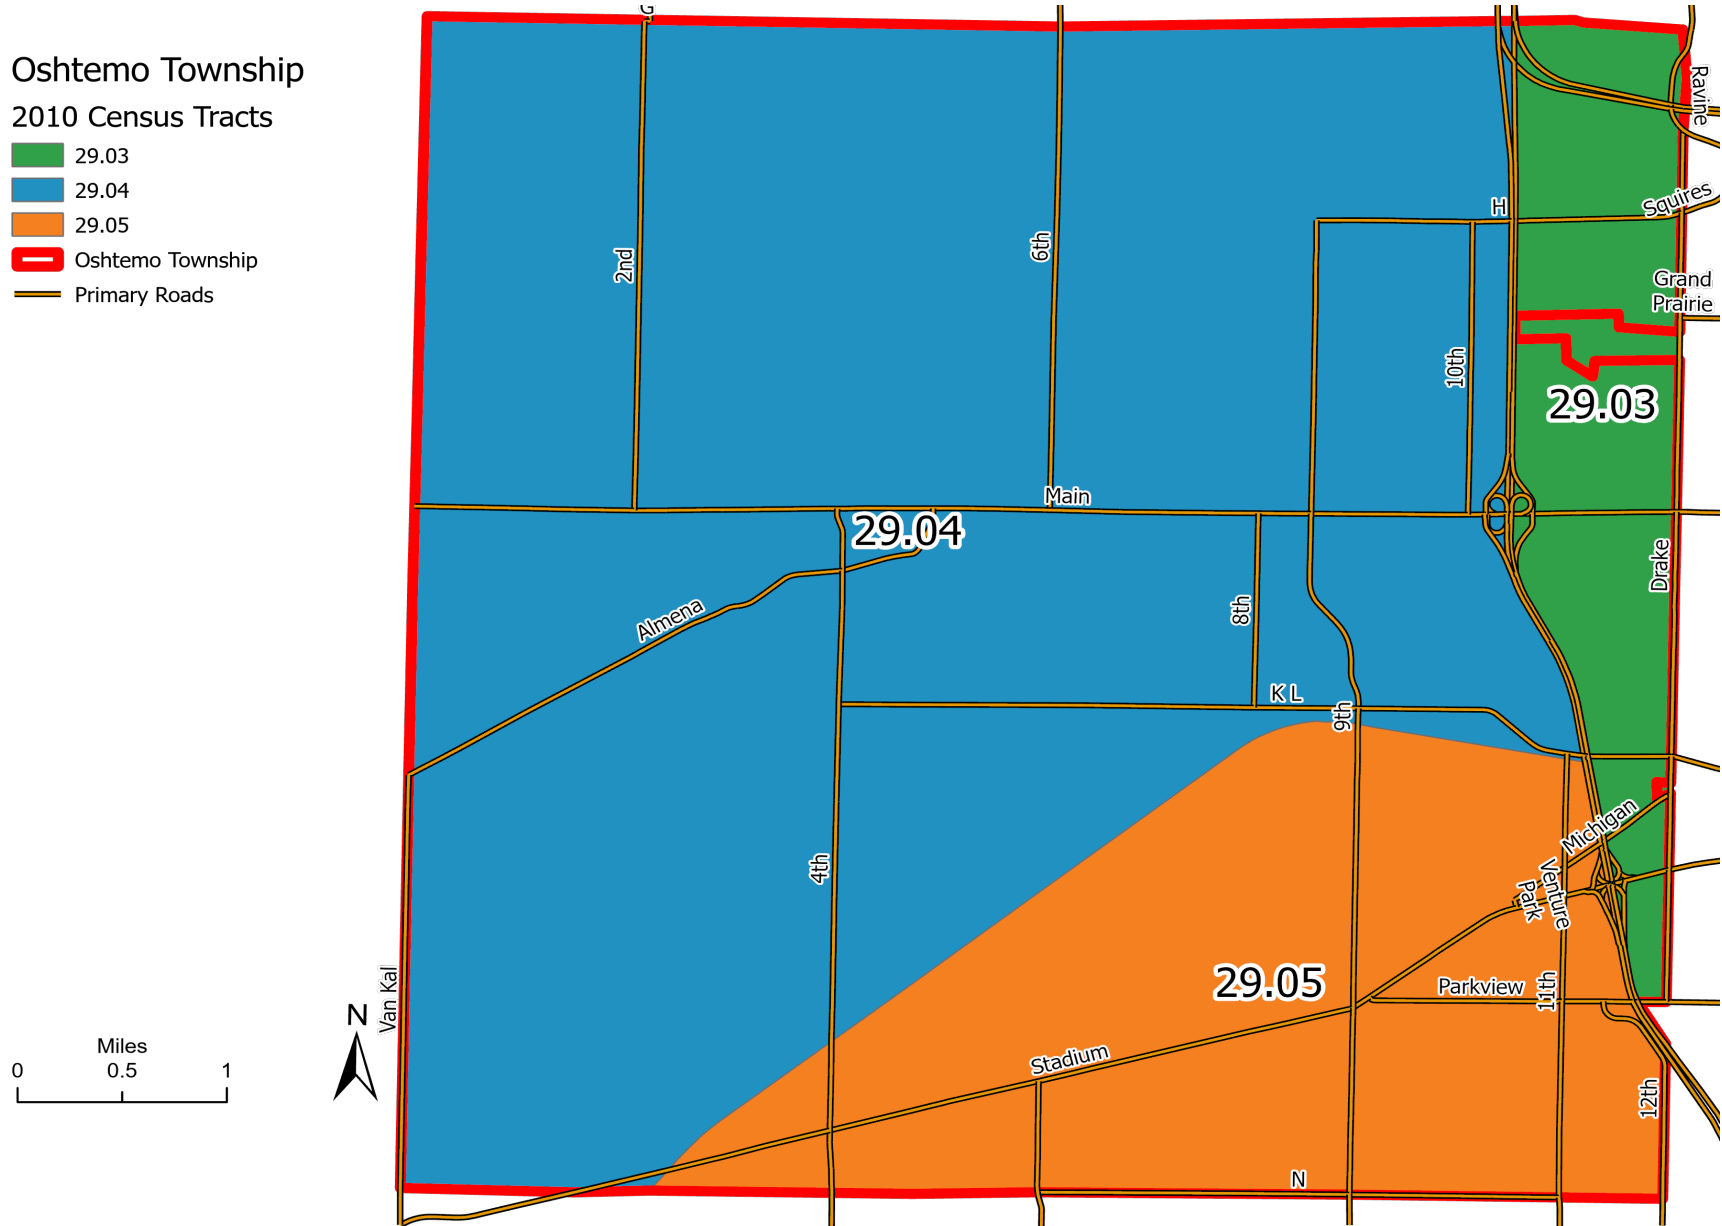 Oshtemo Township
2010 Census Tracts
29.03
29.04
29.05
Oshtemo Township
Primary Roads
G
Ravine
Squires
H
2nd
6th
Grand
Prairie
10th
29.03
Main
29.04
Drake
8th
Almena
K L
9th
Michigan
4th
Venture
Park
Van Kal
29.05
Parkview
11th
Stadium
12th
N
N
Miles
0 0.5 1